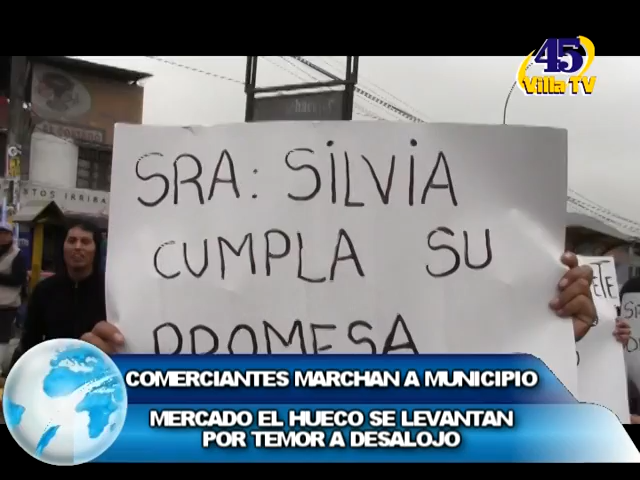 45
Villa TV
SRA: SILVIA
CUMPLA SU
PROMESA
COMERCIANTES MARCHAN A MUNICIPIO
MERCADO EL HUECO SE LEVANTAN
POR TEMOR A DESALOJO